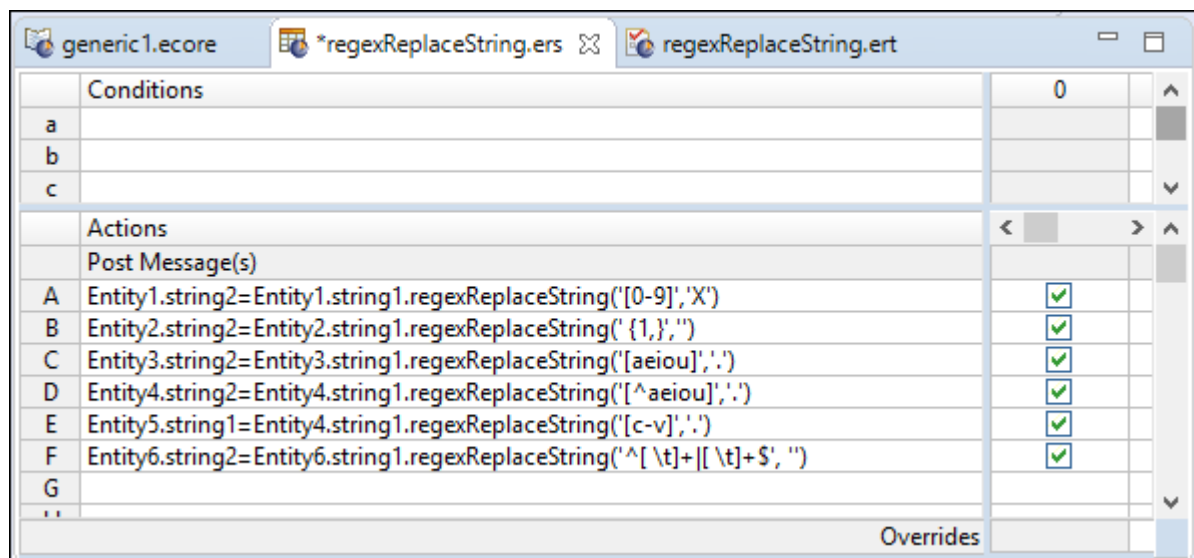 generic1.ecore *regexReplaceString.ers regexReplaceString.ert
Conditions 0
a
b
c
Actions
Post Message(s)
A Entity1.string2=Entity1.string1.regexReplaceString('[0-9]','X')
B Entity2.string2=Entity2.string1.regexReplaceString(' {1,}','')
C Entity3.string2=Entity3.string1.regexReplaceString('[aeiou]','.')
D Entity4.string2=Entity4.string1.regexReplaceString('[^aeiou]','.')
E Entity5.string1=Entity4.string1.regexReplaceString('[c-v]','.')
F Entity6.string2=Entity6.string1.regexReplaceString('^[ \t]+|[ \t]+$', '')
G
Overrides